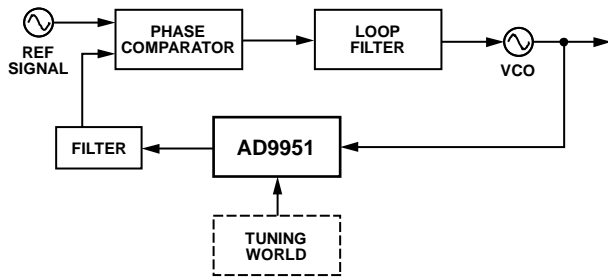 REF
SIGNAL
PHASE
COMPARATOR
LOOP
FILTER
VCO
FILTER
AD9951
TUNING
WORLD